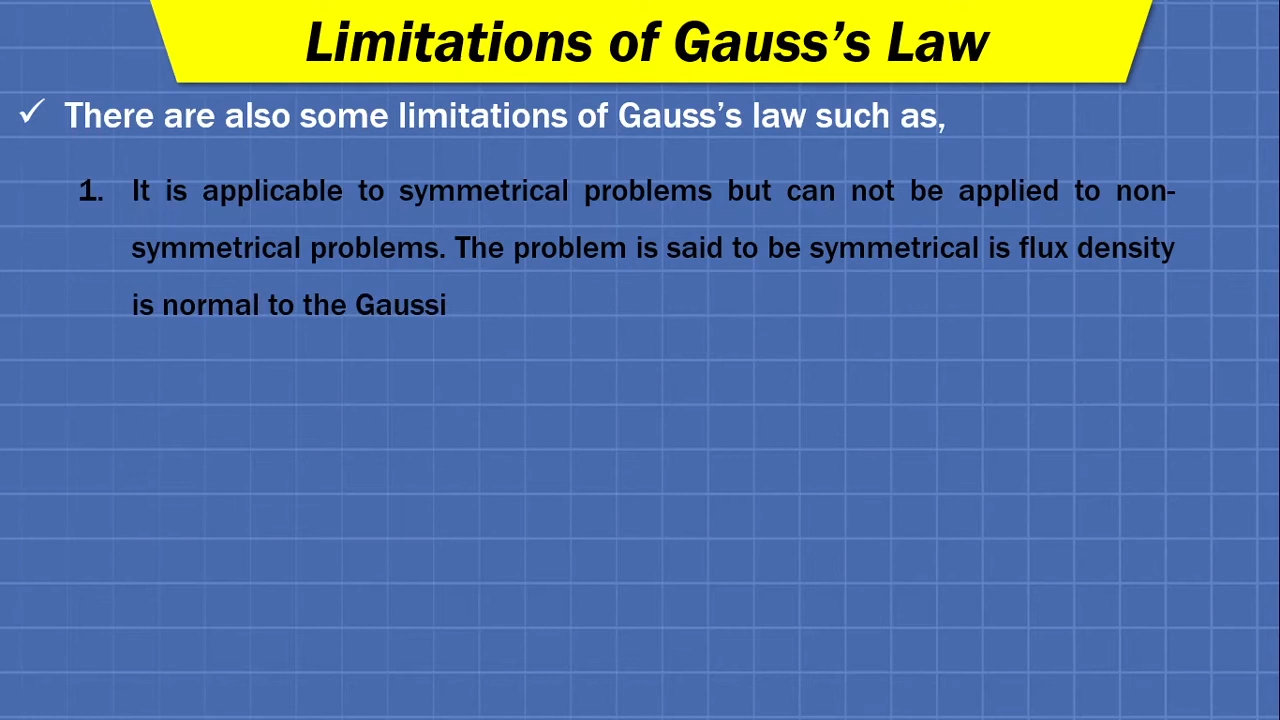 Limitations of Gauss’s Law
✓ There are also some limitations of Gauss’s law such as,
1. It is applicable to symmetrical problems but can not be applied to non-
symmetrical problems. The problem is said to be symmetrical is flux density
is normal to the Gaussi